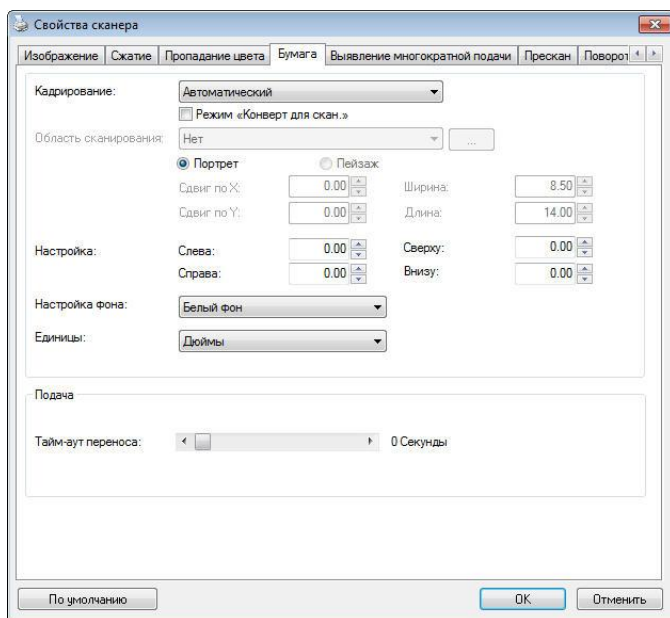 Свойства сканера
Изображение Сжатие Пропадание цвета Бумага Выявление многократной подачи Прескан Поворот
Кадрирование: Автоматический
Режим «Конверт для скан.»
Область сканирования: Нет ...
Портрет Пейзаж
Сдвиг по X: 0.00 Ширина: 8.50
Сдвиг по Y: 0.00 Длина: 14.00
Настройка: Слева: 0.00 Сверху: 0.00
Справа: 0.00 Внизу: 0.00
Настройка фона: Белый фон
Единицы: Дюймы
Подача
Тайм-аут переноса: 0 Секунды
По умолчанию OK Отменить